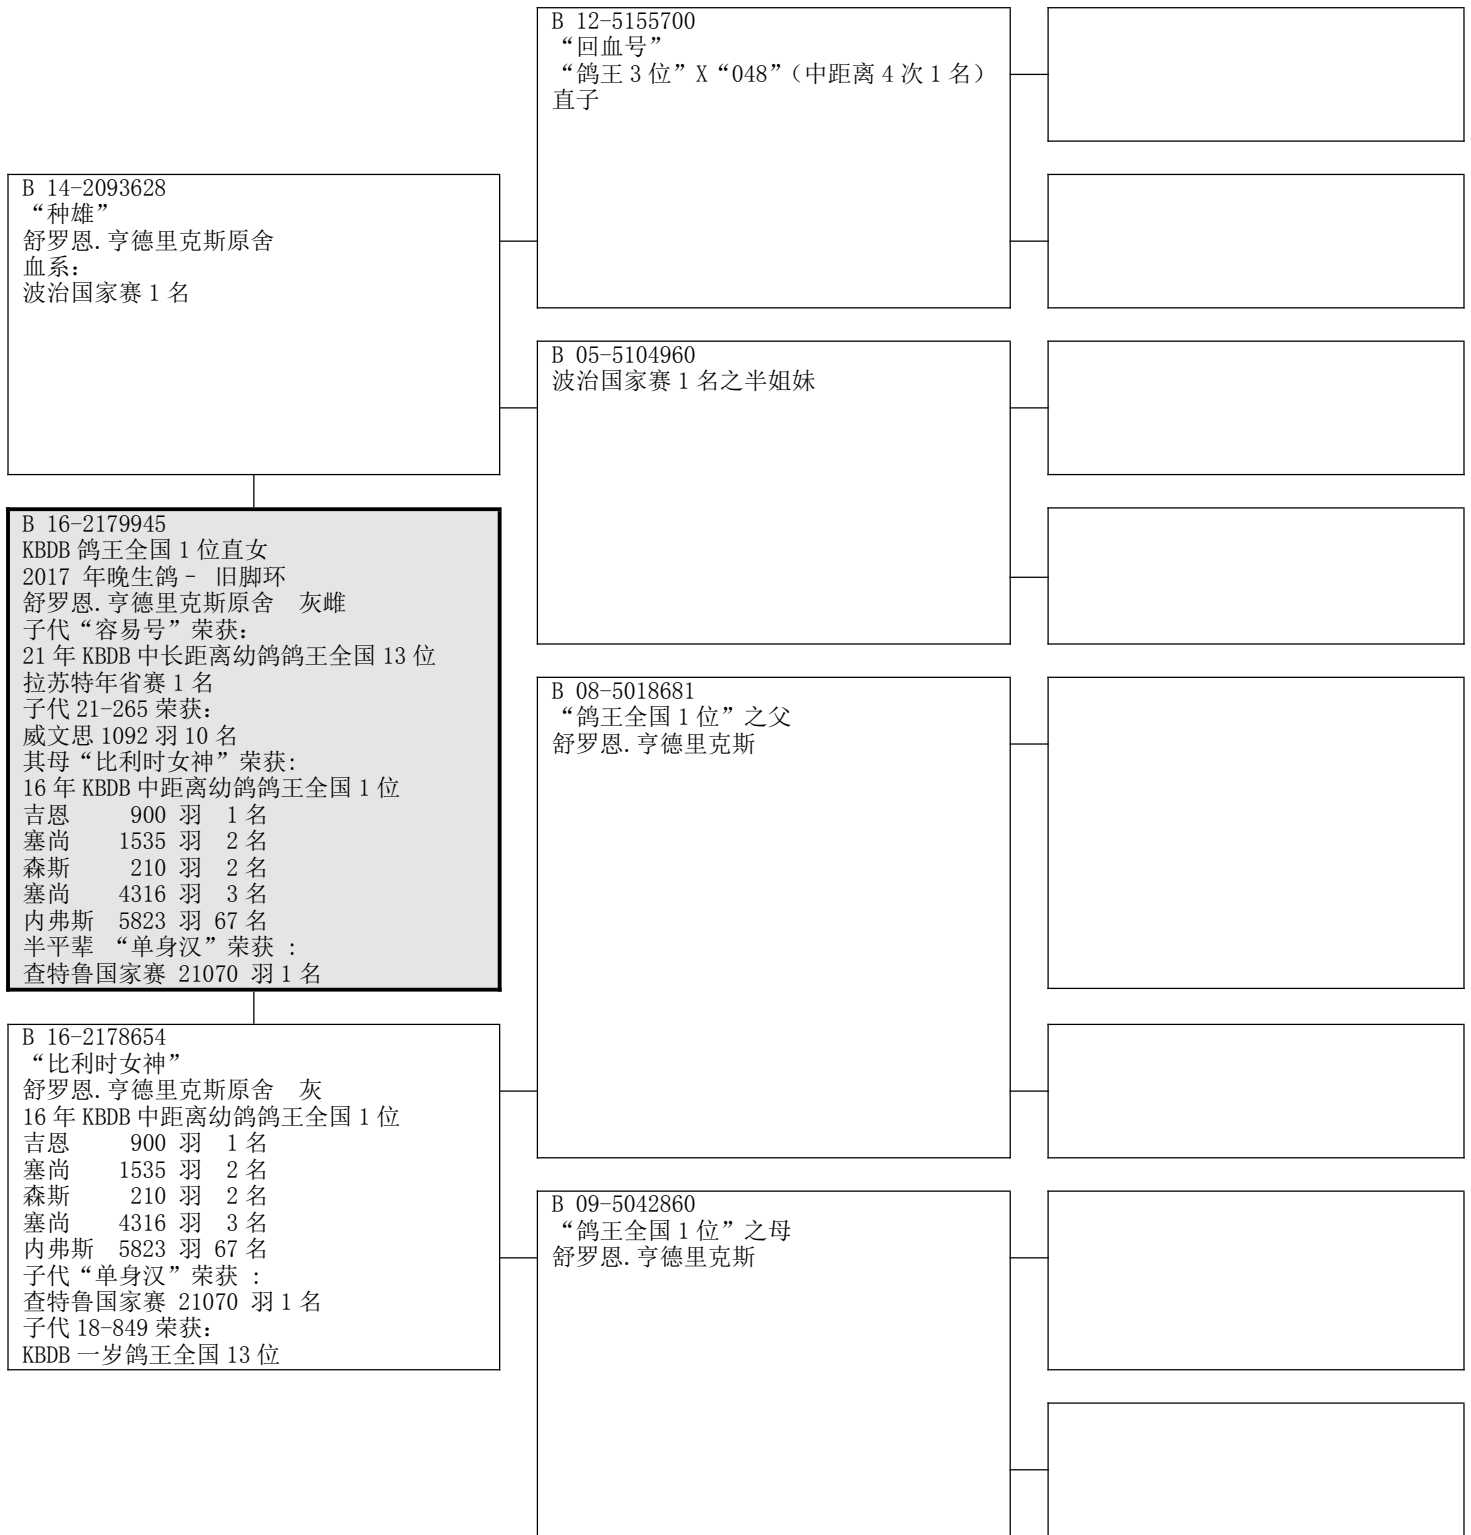 B 12-5155700
“回血号”
“鸽王 3 位”X“048”（中距离 4 次 1 名）
直子
B 14-2093628
“种雄”
舒罗恩.亨德里克斯原舍
血系：
波治国家赛 1 名
B 05-5104960
波治国家赛 1 名之半姐妹
B 16-2179945
KBDB 鸽王全国 1 位直女
2017 年晚生鸽– 旧脚环
舒罗恩.亨德里克斯原舍 灰雌
子代“容易号”荣获：
21 年 KBDB 中长距离幼鸽鸽王全国 13 位
拉苏特年省赛 1 名
子代 21-265 荣获：
威文思 1092 羽 10 名
其母“比利时女神”荣获:
16 年 KBDB 中距离幼鸽鸽王全国 1 位
吉恩 900 羽 1 名
塞尚 1535 羽 2 名
森斯 210 羽 2 名
塞尚 4316 羽 3 名
内弗斯 5823 羽 67 名
半平辈 “单身汉”荣获 ：
查特鲁国家赛 21070 羽 1 名
B 08-5018681
“鸽王全国 1 位”之父
舒罗恩.亨德里克斯
B 16-2178654
“比利时女神”
舒罗恩.亨德里克斯原舍 灰
16 年 KBDB 中距离幼鸽鸽王全国 1 位
吉恩 900 羽 1 名
塞尚 1535 羽 2 名
森斯 210 羽 2 名
塞尚 4316 羽 3 名
内弗斯 5823 羽 67 名
子代“单身汉”荣获 ：
查特鲁国家赛 21070 羽 1 名
子代 18-849 荣获：
KBDB 一岁鸽王全国 13 位
B 09-5042860
“鸽王全国 1 位”之母
舒罗恩.亨德里克斯